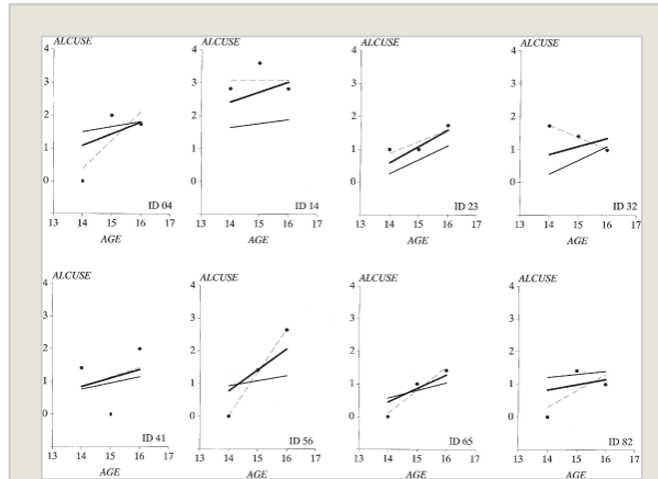 ALCUSE ALCUSE ALCUSE ALCUSE
4 4 4 4
3 3 3 3
2 2 2 2
1 1 1 1
0 0 0 0
ID 04 ID 14 ID 23 ID 32
13 14 15 16 17 13 14 15 16 17 13 14 15 16 17 13 14 15 16 17
AGE AGE AGE AGE
ALCUSE ALCUSE ALCUSE ALCUSE
4 4 4 4
3 3 3 3
2 2 2 2
1 1 1 1
0 0 0 0
ID 41 ID 56 ID 65 ID 82
13 14 15 16 17 13 14 15 16 17 13 14 15 16 17 13 14 15 16 17
AGE AGE AGE AGE